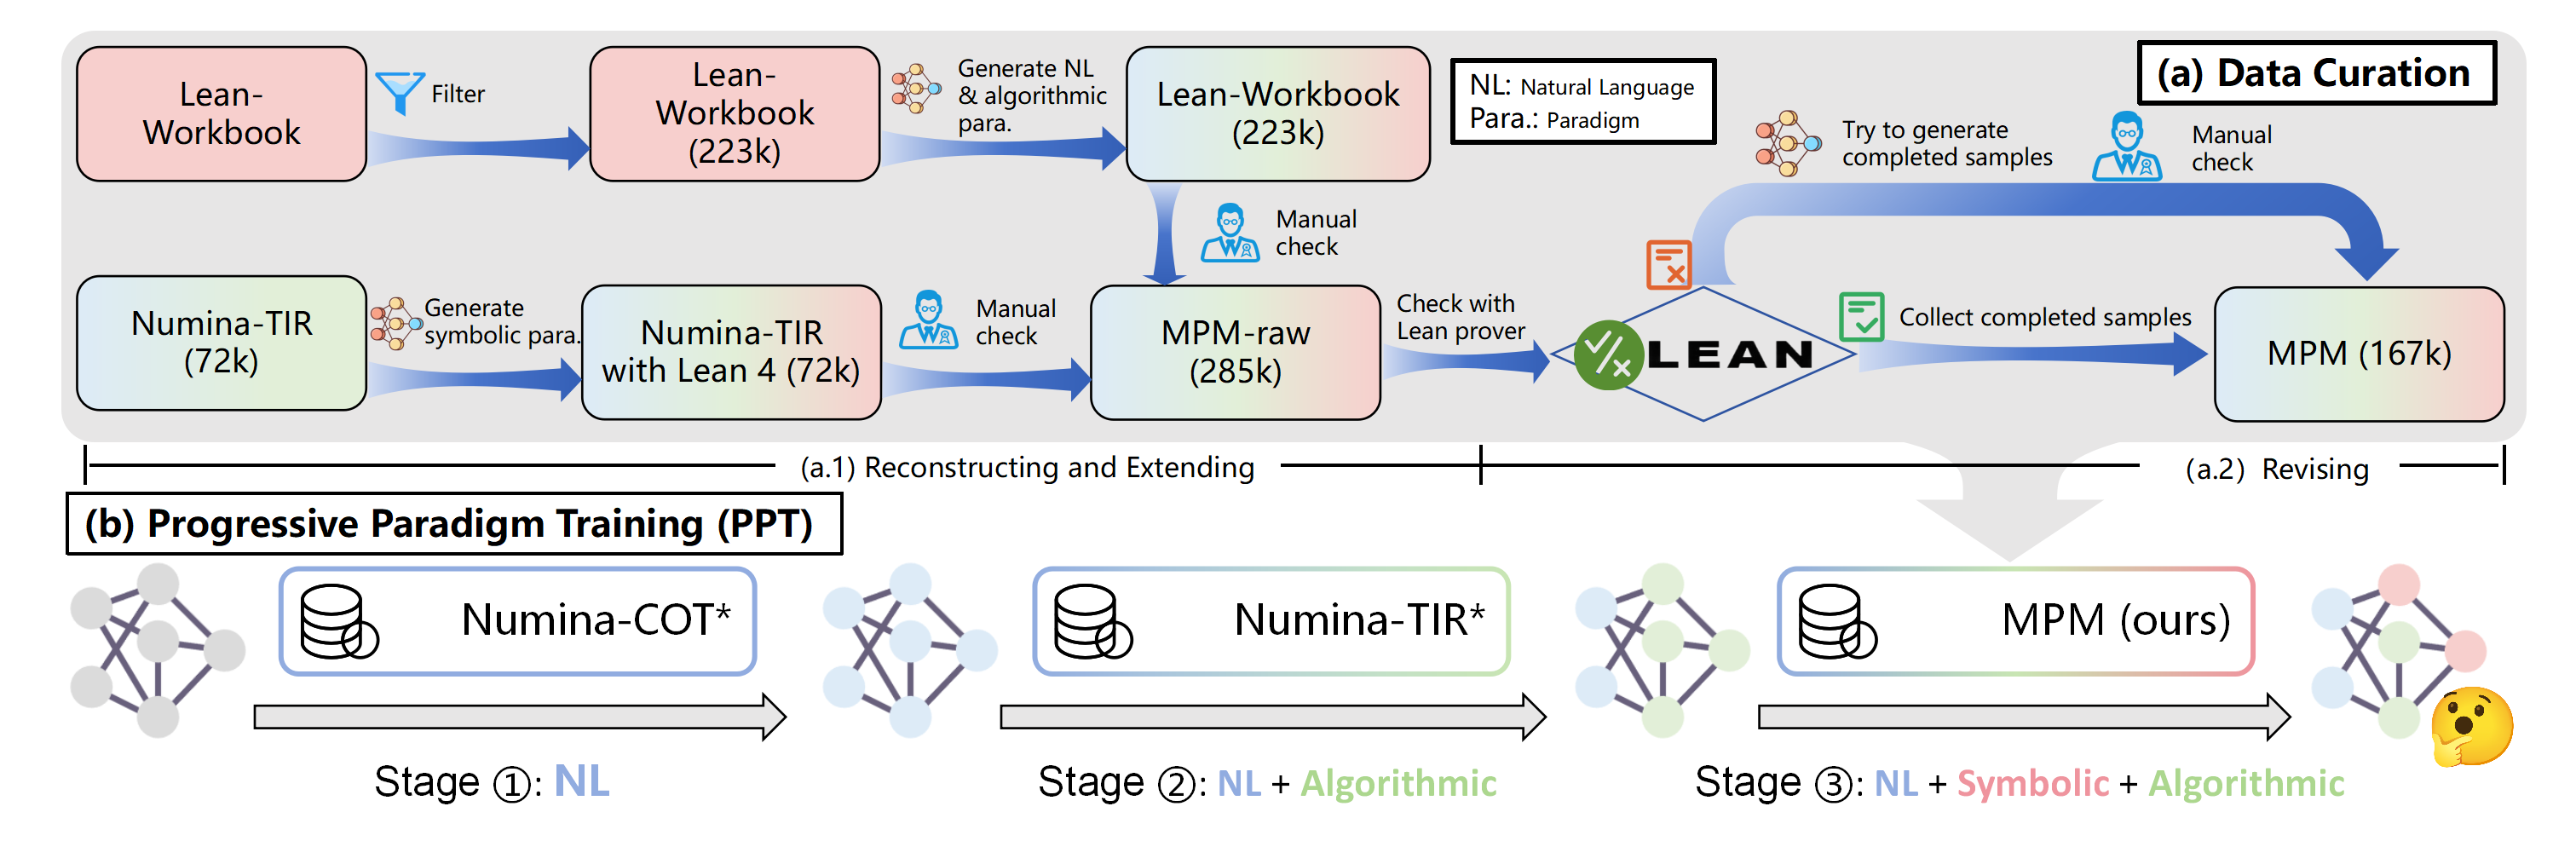 Lean-
Workbook
Filter
Lean-
Workbook
(223k)
Generate NL
& algorithmic
para.
Lean-Workbook
(223k)
NL: Natural Language
Para.: Paradigm
(a) Data Curation
Try to generate
completed samples
Manual
check
Manual
check
Numina-TIR
(72k)
Generate
symbolic para.
Numina-TIR
with Lean 4 (72k)
Manual
check
MPM-raw
(285k)
Check with
Lean prover
LEAN
Collect completed samples
MPM (167k)
(a.1) Reconstructing and Extending
(a.2) Revising
(b) Progressive Paradigm Training (PPT)
Numina-COT*
Numina-TIR*
MPM (ours)
Stage ①: NL
Stage ②: NL + Algorithmic
Stage ③: NL + Symbolic + Algorithmic